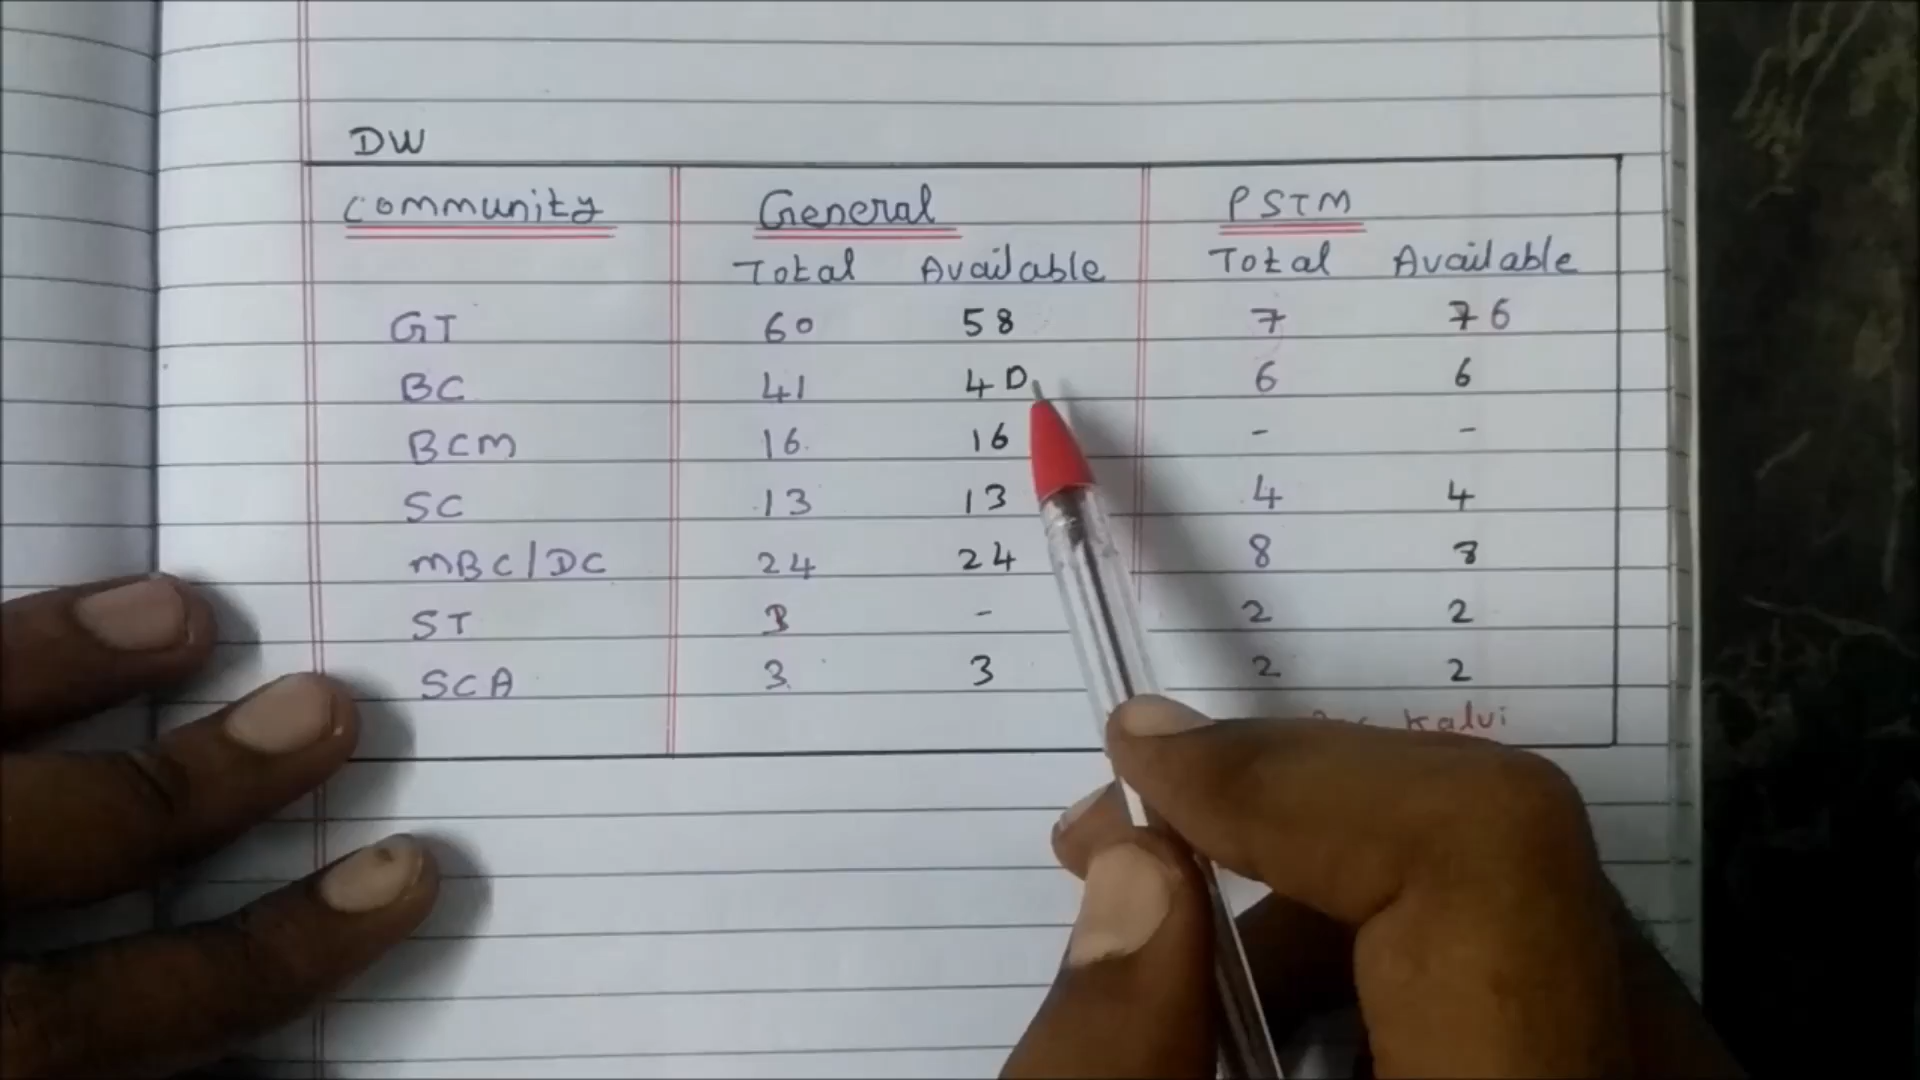 DW
Community General PSTM
Total Available Total Available
GT 60 58 7 76
BC 41 40 6 6
BCM 16 16 - -
SC 13 13 4 4
MBC/DC 24 24 8 8
ST 3 - 2 2
SCA 3 3 2 2
Kalvi